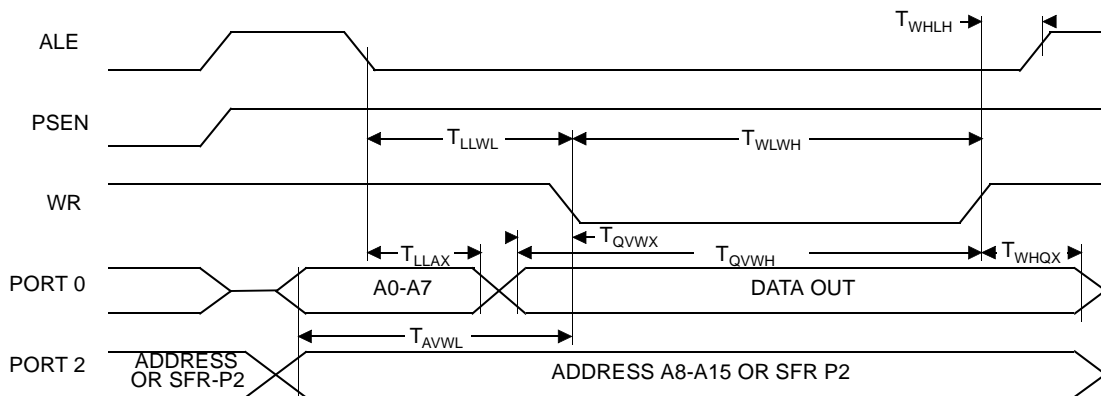 ALE
T_WHLH
PSEN
T_LLWL
T_WLWH
WR
T_QVWX
T_LLAX
T_QVWH
T_WHQX
PORT 0
A0-A7
DATA OUT
T_AVWL
PORT 2
ADDRESS
OR SFR-P2
ADDRESS A8-A15 OR SFR P2